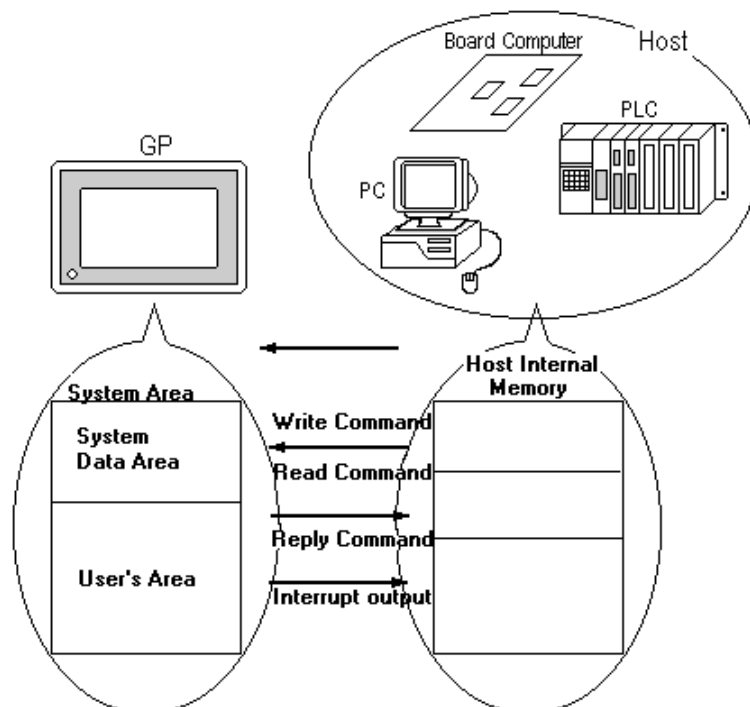 Board Computer
Host
GP
PLC
PC
Host Internal
Memory
System Area
System
Data Area
Write Command
Read Command
Reply Command
User's Area
Interrupt output